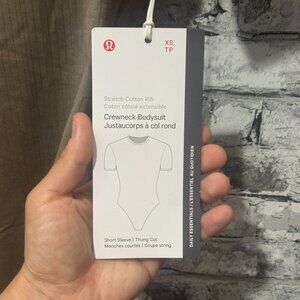 XS
TP
Stretch Cotton Rib
Coton côtelé extensible
Crewneck Bodysuit
Justaucorps à col rond
Short Sleeve | Thong Cut
Manches courtes | Coupe string
DAILY ESSENTIALS / L'ESSENTIEL AU QUOTIDIEN